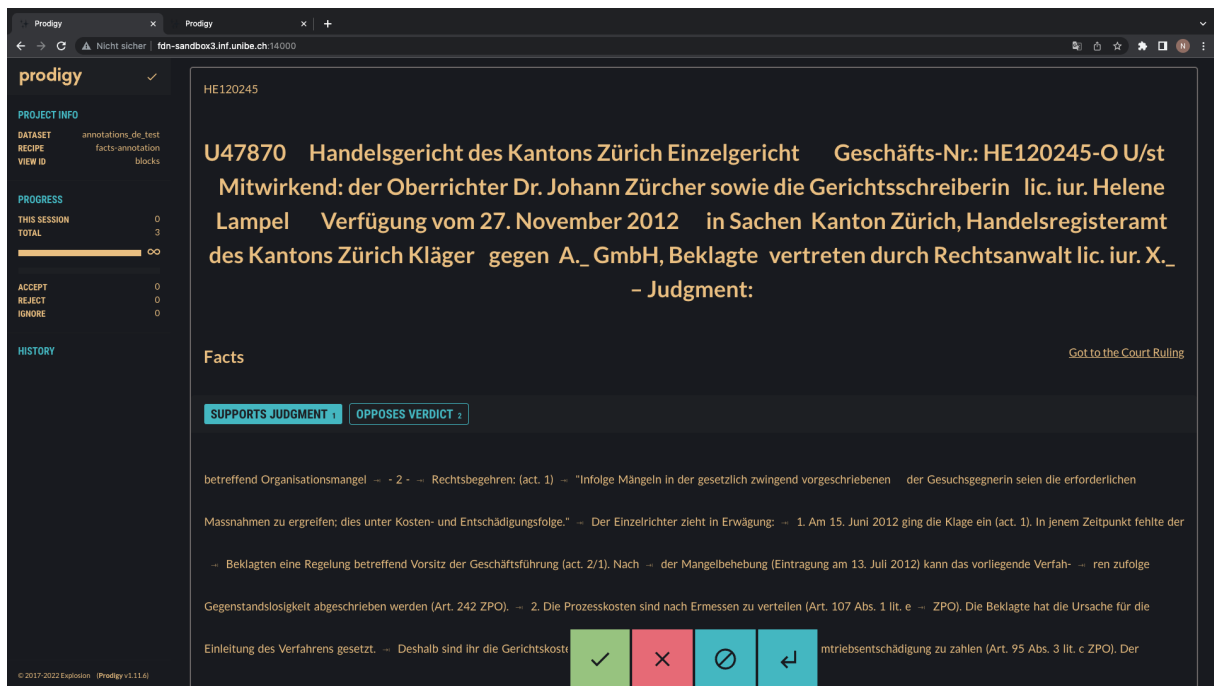 Prodigy
Prodigy
Nicht sicher | fdn-sandbox3.inf.unibe.ch:14000
N
prodigy
PROJECT INFO
DATASET annotations_de_test
RECIPE facts-annotation
VIEW ID blocks
PROGRESS
THIS SESSION 0
TOTAL 3
∞
ACCEPT 0
REJECT 0
IGNORE 0
HISTORY
© 2017-2022 Explosion (Prodigy v1.11.6)
HE120245
U47870 Handelsgericht des Kantons Zürich Einzelgericht Geschäfts-Nr.: HE120245-O U/st
Mitwirkend: der Oberrichter Dr. Johann Zürcher sowie die Gerichtsschreiberin lic. iur. Helene
Lampel Verfügung vom 27. November 2012 in Sachen Kanton Zürich, Handelsregisteramt
des Kantons Zürich Kläger gegen A._ GmbH, Beklagte vertreten durch Rechtsanwalt lic. iur. X._
– Judgment:
Facts
Got to the Court Ruling
SUPPORTS JUDGMENT 1 OPPOSES VERDICT 2
betreffend Organisationsmangel - 2 - Rechtsbegehren: (act. 1) "Infolge Mängeln in der gesetzlich zwingend vorgeschriebenen der Gesuchsgegnerin seien die erforderlichen
Massnahmen zu ergreifen; dies unter Kosten- und Entschädigungsfolge." Der Einzelrichter zieht in Erwägung: 1. Am 15. Juni 2012 ging die Klage ein (act. 1). In jenem Zeitpunkt fehlte der
Beklagten eine Regelung betreffend Vorsitz der Geschäftsführung (act. 2/1). Nach der Mangelbehebung (Eintragung am 13. Juli 2012) kann das vorliegende Verfah- ren zufolge
Gegenstandslosigkeit abgeschrieben werden (Art. 242 ZPO). 2. Die Prozesskosten sind nach Ermessen zu verteilen (Art. 107 Abs. 1 lit. e ZPO). Die Beklagte hat die Ursache für die
Einleitung des Verfahrens gesetzt. Deshalb sind ihr die Gerichtskoste mtriebsentschädigung zu zahlen (Art. 95 Abs. 3 lit. c ZPO). Der